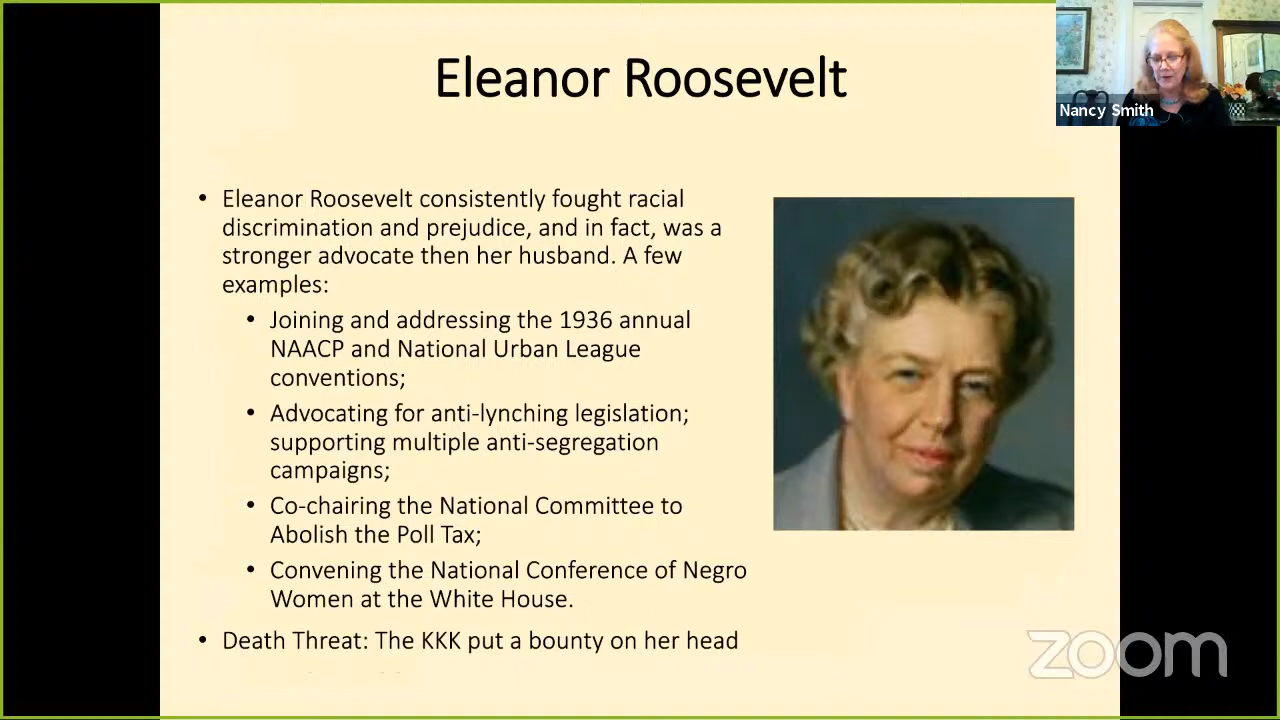 Eleanor Roosevelt
Nancy Smith
• Eleanor Roosevelt consistently fought racial
discrimination and prejudice, and in fact, was a
stronger advocate then her husband. A few
examples:
• Joining and addressing the 1936 annual
NAACP and National Urban League
conventions;
• Advocating for anti-lynching legislation;
supporting multiple anti-segregation
campaigns;
• Co-chairing the National Committee to
Abolish the Poll Tax;
• Convening the National Conference of Negro
Women at the White House.
• Death Threat: The KKK put a bounty on her head
zoom